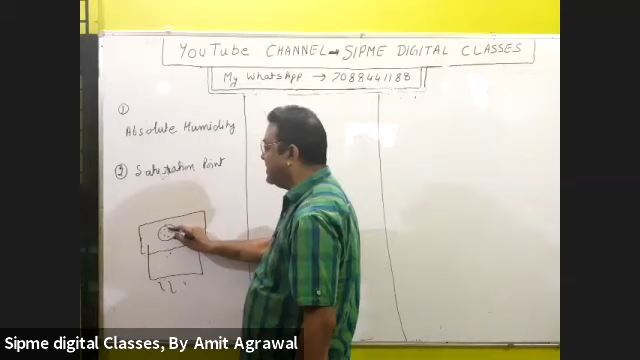 YouTube CHANNEL → SIPME DIGITAL CLASSES
My WhatsApp → 7088441188
①
Absolute Humidity
② Saturation Point
Sipme digital Classes, By Amit Agrawal